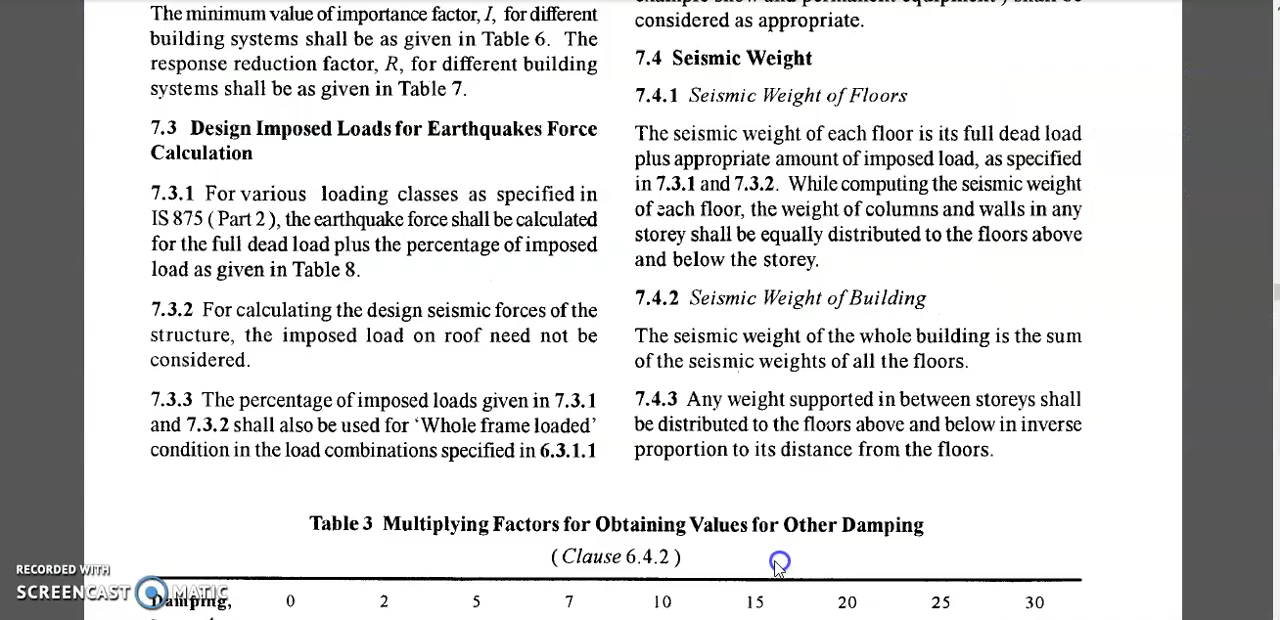 The minimum value of importance factor, I, for different
building systems shall be as given in Table 6. The
response reduction factor, R, for different building
systems shall be as given in Table 7.
7.3 Design Imposed Loads for Earthquakes Force
Calculation
7.3.1 For various loading classes as specified in
IS 875 ( Part 2 ), the earthquake force shall be calculated
for the full dead load plus the percentage of imposed
load as given in Table 8.
7.3.2 For calculating the design seismic forces of the
structure, the imposed load on roof need not be
considered.
7.3.3 The percentage of imposed loads given in 7.3.1
and 7.3.2 shall also be used for ‘Whole frame loaded’
condition in the load combinations specified in 6.3.1.1
considered as appropriate.
7.4 Seismic Weight
7.4.1 Seismic Weight of Floors
The seismic weight of each floor is its full dead load
plus appropriate amount of imposed load, as specified
in 7.3.1 and 7.3.2. While computing the seismic weight
of each floor, the weight of columns and walls in any
storey shall be equally distributed to the floors above
and below the storey.
7.4.2 Seismic Weight of Building
The seismic weight of the whole building is the sum
of the seismic weights of all the floors.
7.4.3 Any weight supported in between storeys shall
be distributed to the floors above and below in inverse
proportion to its distance from the floors.
Table 3 Multiplying Factors for Obtaining Values for Other Damping
( Clause 6.4.2 )
Damping, 0 2 5 7 10 15 20 25 30
RECORDED WITH
SCREENCAST MATIC